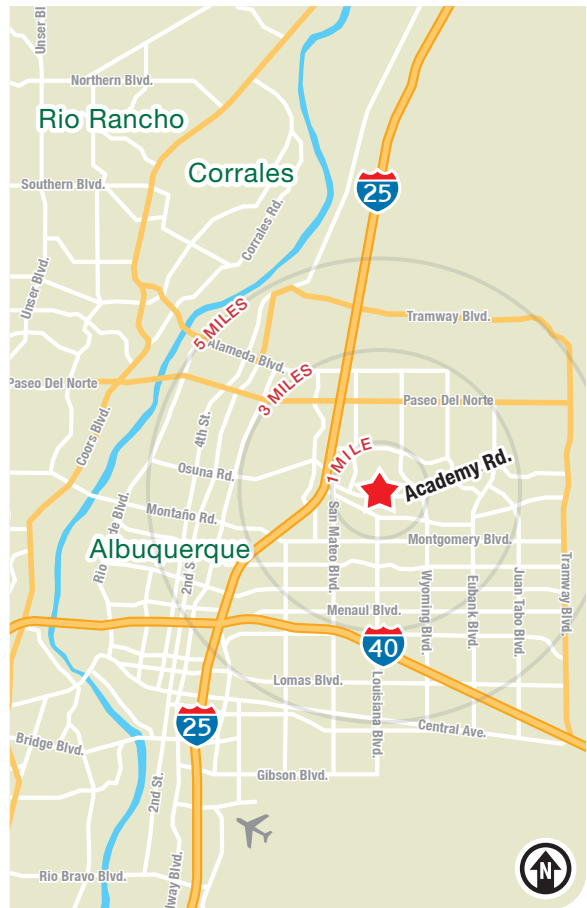 Unser Blvd.
Northern Blvd.
Rio Rancho
Corrales
Southern Blvd.
25
Corrales Rd.
Unser Blvd.
5 MILES
Tramway Blvd.
Alameda Blvd.
3 MILES
Paseo Del Norte
Paseo Del Norte
Coors Blvd.
4th St.
1 MILE
Osuna Rd.
Academy Rd.
Montaño Rd.
San Mateo Blvd.
Montgomery Blvd.
Albuquerque
2nd St.
Wyoming Blvd.
Eubank Blvd.
Juan Tabo Blvd.
Tramway Blvd.
Menaul Blvd.
40
Lomas Blvd.
Louisiana Blvd.
25
Central Ave.
Bridge Blvd.
2nd St.
Gibson Blvd.
Rio Bravo Blvd.
N